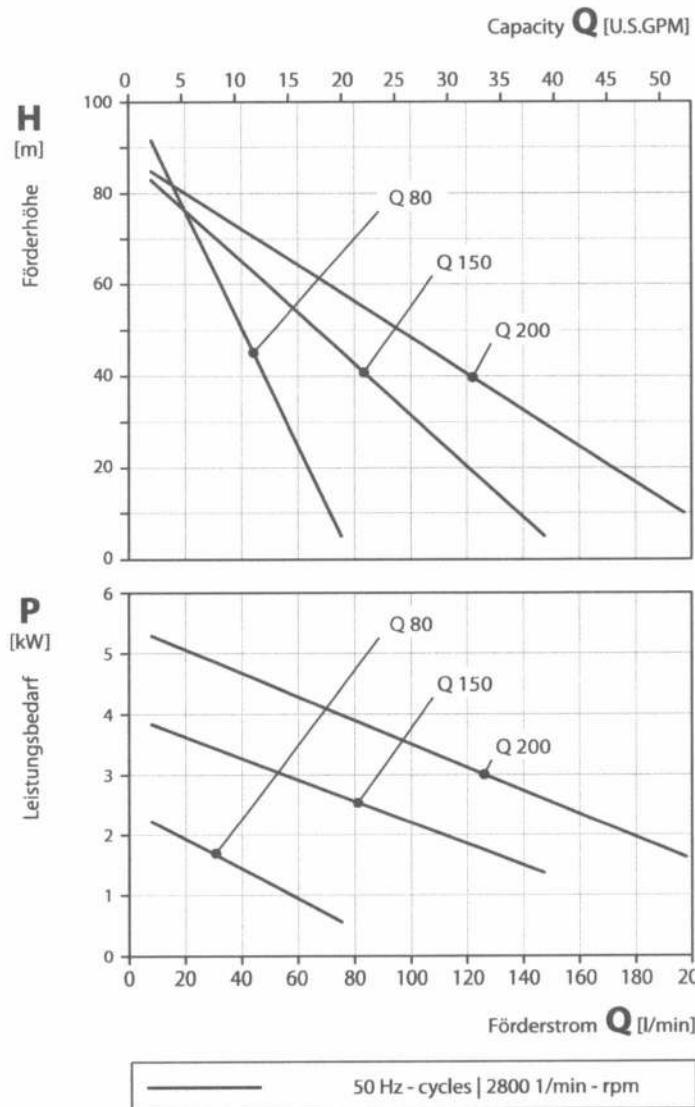 Capacity Q [U.S.GPM]
0 5 10 15 20 25 30 35 40 45 50
H
[m]
Förderhöhe
100
80
60
40
20
0
Q 80
Q 150
Q 200
P
[kW]
Leistungsbedarf
6
5
4
3
2
1
0
Q 80
Q 150
Q 200
0 20 40 60 80 100 120 140 160 180 20
Förderstrom Q [l/min]
50 Hz - cycles | 2800 1/min - rpm